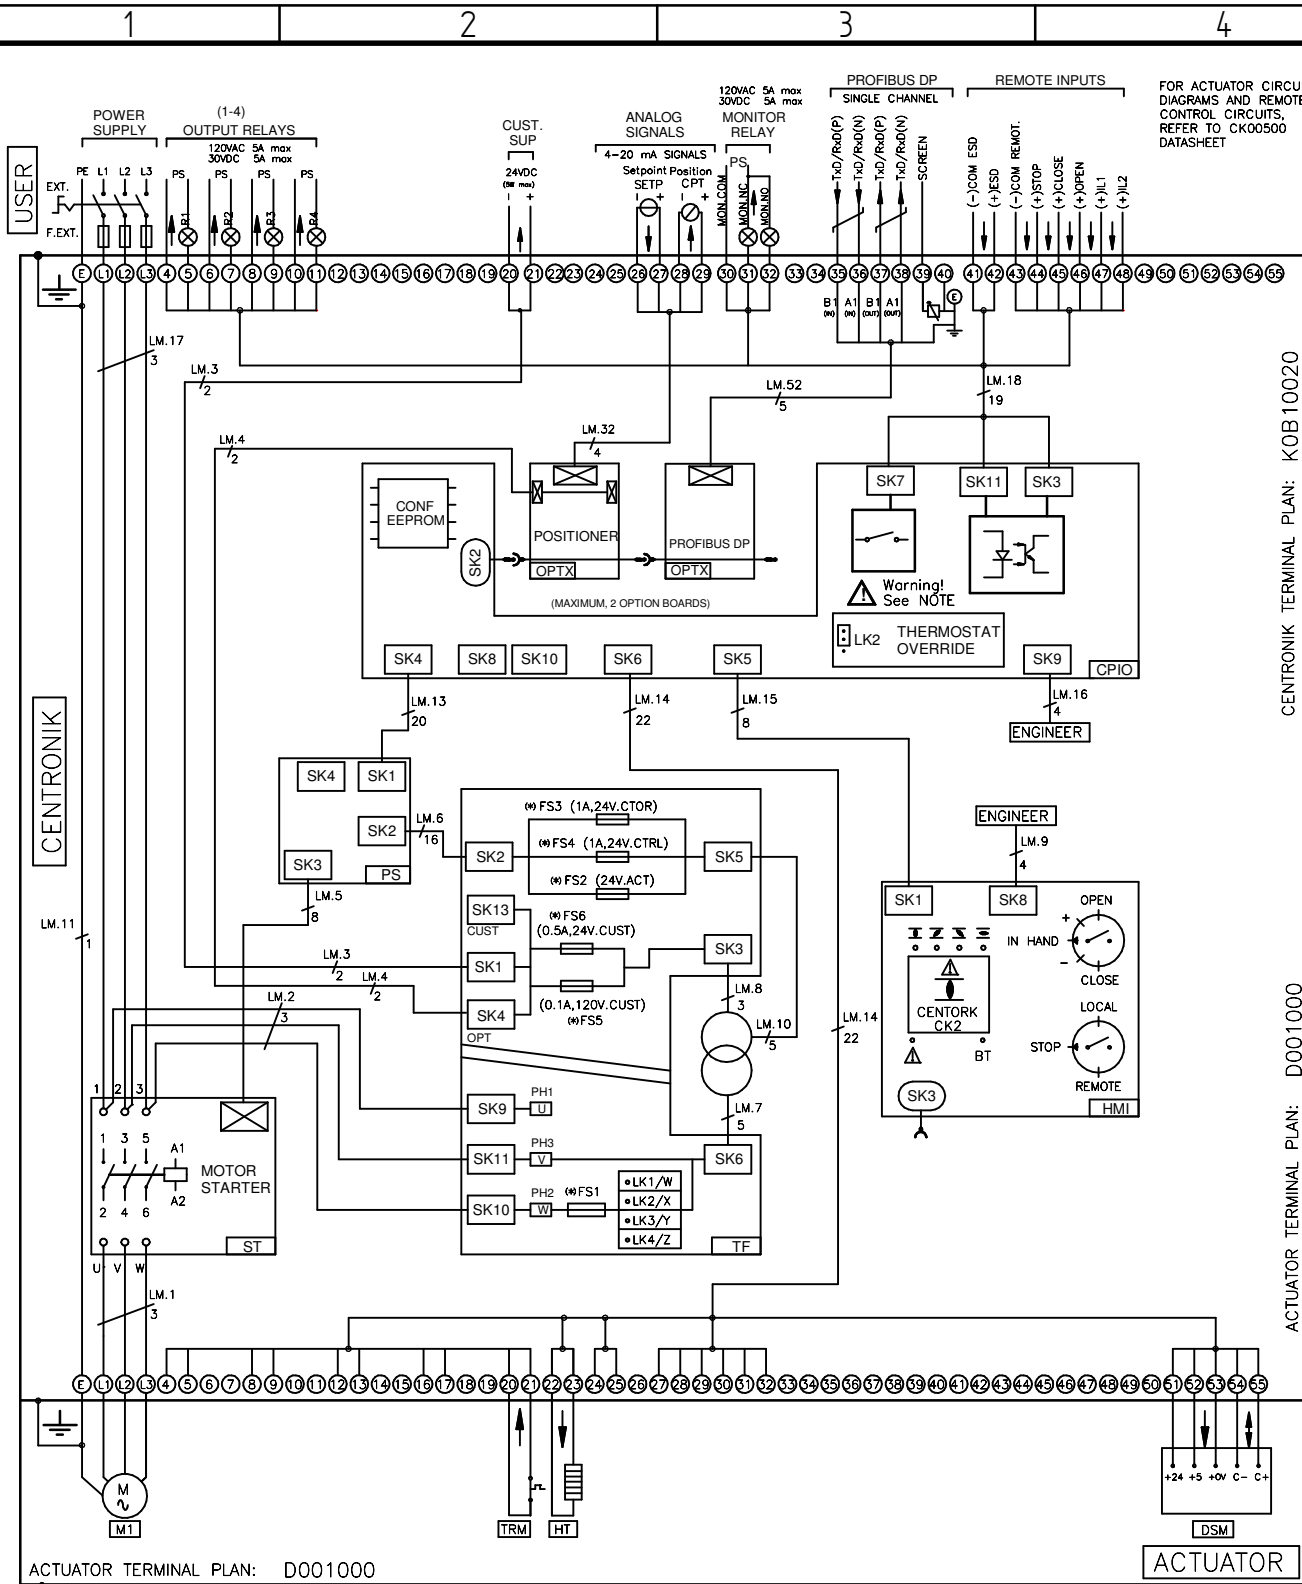 1 2 3 4
POWER
SUPPLY
(1-4)
OUTPUT RELAYS
120VAC 5A max
30VDC 5A max
CUST.
SUP
24VDC
(5W max)
- +
ANALOG
SIGNALS
4-20 mA SIGNALS
Setpoint Position
SETP CPT
- + - +
120VAC 5A max
30VDC 5A max
MONITOR
RELAY
PS
PROFIBUS DP
SINGLE CHANNEL
REMOTE INPUTS
FOR ACTUATOR CIRCU
DIAGRAMS AND REMOTE
CONTROL CIRCUITS,
REFER TO CK00500
DATASHEET
USER
PE L1 L2 L3
EXT.
F.EXT.
PS PS PS PS
R1 R2 R3 R4
MON.COM
MON.NC
MON.NO
TxD/RxD(P)
TxD/RxD(N)
TxD/RxD(P)
TxD/RxD(N)
SCREEN
(-)COM ESD
(+)ESD
(-)COM REMOT.
(+)STOP
(+)CLOSE
(+)OPEN
(+)IL1
(+)IL2
E L1 L2 L3 4 5 6 7 8 9 10 11 12 13 14 15 16 17 18 19 20 21 22 23 24 25 26 27 28 29 30 31 32 33 34 35 36 37 38 39 40 41 42 43 44 45 46 47 48 49 50 51 52 53 54 55
B1 A1 B1 A1
(IN) (IN) (OUT) (OUT)
E
LM.17
3
LM.3
2
LM.4
2
LM.32
4
LM.52
5
LM.18
19
CENTRONIK TERMINAL PLAN: K0B10020
CONF
EEPROM
SK2
POSITIONER
OPTX
PROFIBUS DP
OPTX
(MAXIMUM, 2 OPTION BOARDS)
SK7
SK11
SK3
Warning!
See NOTE
LK2
THERMOSTAT
OVERRIDE
SK4
SK8
SK10
SK6
SK5
SK9
CPIO
LM.13
20
LM.14
22
LM.15
8
LM.16
4
ENGINEER
CENTRONIK
SK4
SK1
SK2
SK3
PS
LM.6
16
LM.5
8
(*) FS3 (1A,24V.CTOR)
(*) FS4 (1A,24V.CTRL)
(*) FS2 (24V.ACT)
SK2
SK5
SK13
CUST
(*) FS6
(0.5A,24V.CUST)
SK3
SK1
SK4
OPT
(0.1A,120V.CUST)
(*)FS5
LM.8
3
LM.10
5
LM.7
5
LM.11
1
LM.3
2
LM.4
2
LM.2
3
SK9
PH1
U
SK11
PH3
V
SK10
PH2
W
(*)FS1
LK1/W
LK2/X
LK3/Y
LK4/Z
SK6
TF
LM.14
22
ENGINEER
LM.9
4
SK1
SK8
OPEN
+
IN HAND
-
CLOSE
CENTORK
CK2
BT
LOCAL
STOP
REMOTE
SK3
HMI
ACTUATOR TERMINAL PLAN: D001000
1 2 3
1 3 5
A1
A2
2 4 6
MOTOR
STARTER
ST
U V W
LM.1
3
E L1 L2 L3 4 5 6 7 8 9 10 11 12 13 14 15 16 17 18 19 20 21 22 23 24 25 26 27 28 29 30 31 32 33 34 35 36 37 38 39 40 41 42 43 44 45 46 47 48 49 50 51 52 53 54 55
M
M1
TRM
HT
+24 +5 +0V C- C+
DSM
ACTUATOR
ACTUATOR TERMINAL PLAN: D001000